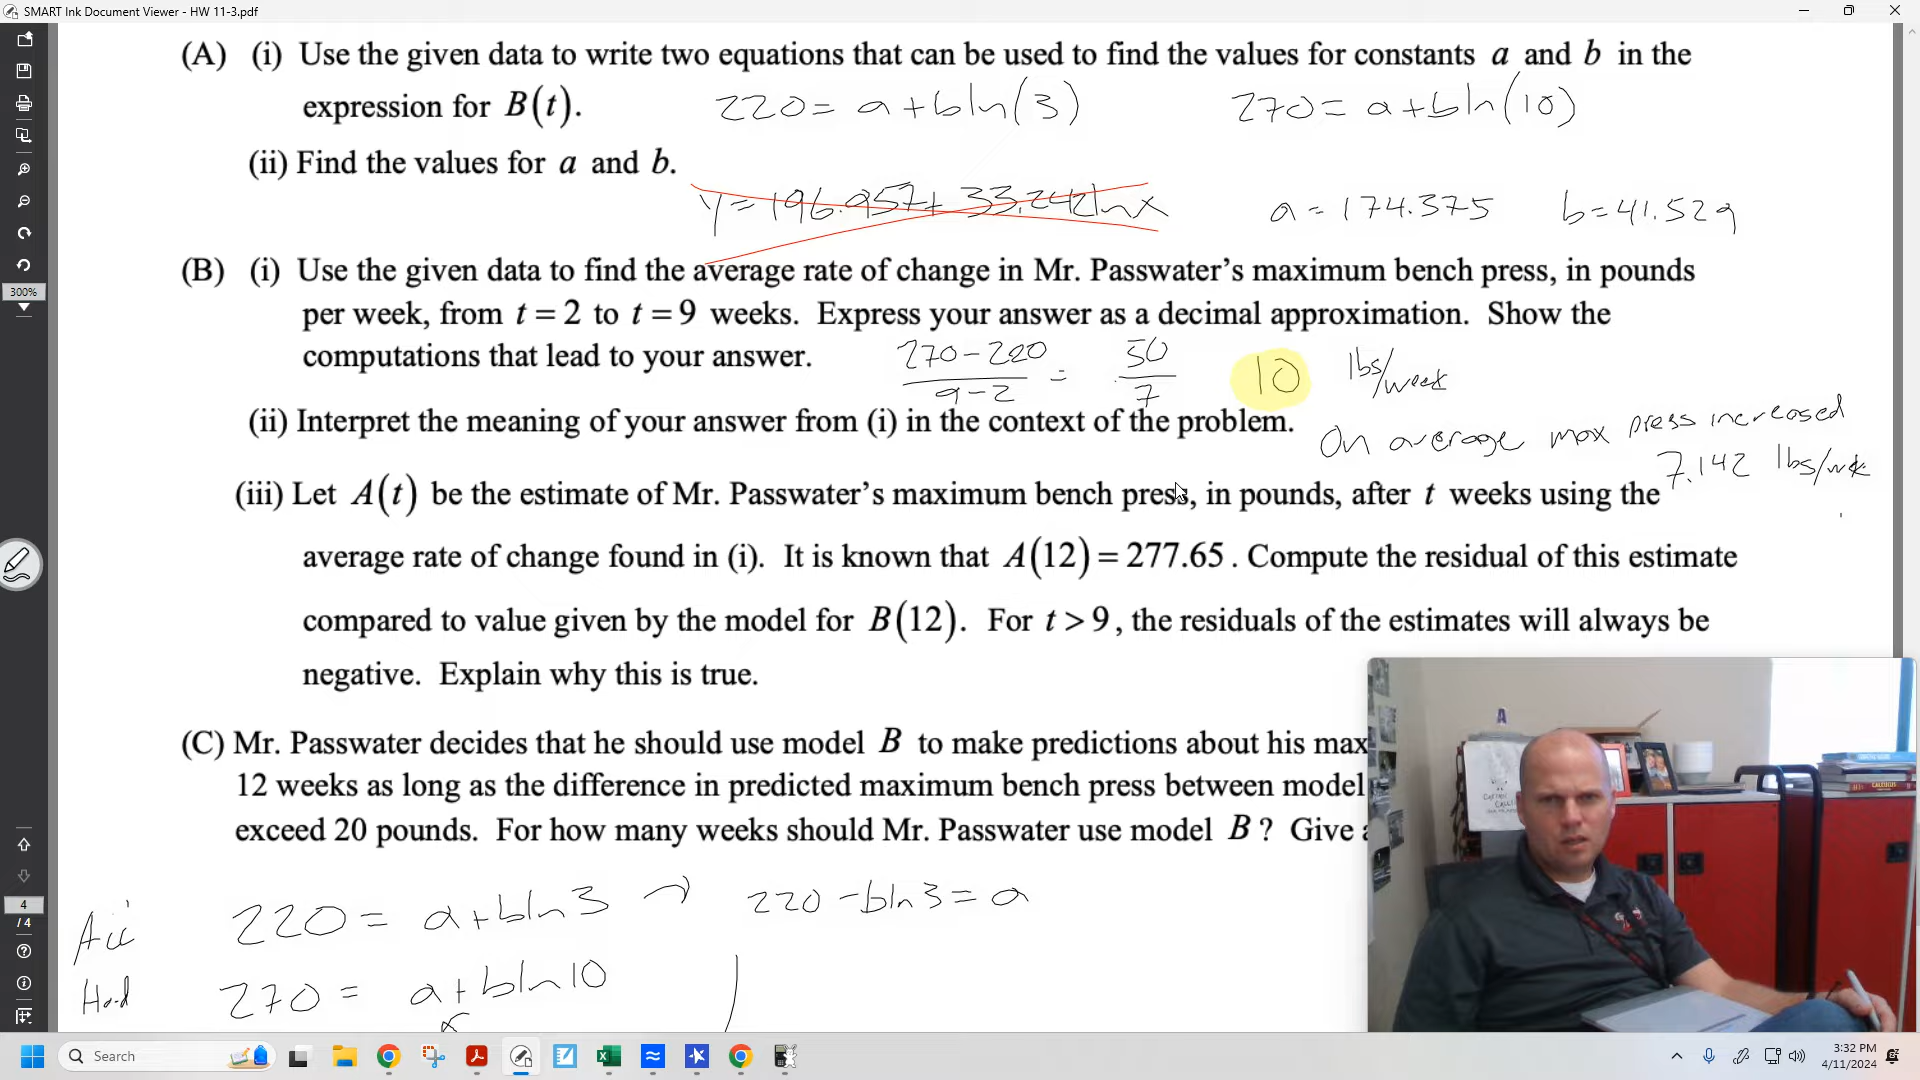 SMART Ink Document Viewer - HW 11-3.pdf
(A) (i) Use the given data to write two equations that can be used to find the values for constants a and b in the
expression for B(t). 220 = a + bln(3) 270 = a + bln(10)
(ii) Find the values for a and b.
y = 196.957 + 33.242lnx a = 174.375 b = 41.529
(B) (i) Use the given data to find the average rate of change in Mr. Passwater's maximum bench press, in pounds
per week, from t = 2 to t = 9 weeks. Express your answer as a decimal approximation. Show the
computations that lead to your answer. 270 - 220 / 9 - 2 = 50 / 7 10 lbs/week
(ii) Interpret the meaning of your answer from (i) in the context of the problem. On average max press increased
7.142 lbs/wk
(iii) Let A(t) be the estimate of Mr. Passwater's maximum bench press, in pounds, after t weeks using the
average rate of change found in (i). It is known that A(12) = 277.65. Compute the residual of this estimate
compared to value given by the model for B(12). For t > 9, the residuals of the estimates will always be
negative. Explain why this is true.
(C) Mr. Passwater decides that he should use model B to make predictions about his max
12 weeks as long as the difference in predicted maximum bench press between model
exceed 20 pounds. For how many weeks should Mr. Passwater use model B? Give
Aii 220 = a + bln3 → 220 - bln3 = a
Hard 270 = a + bln10
300%
4
/ 4
Search
3:32 PM
4/11/2024